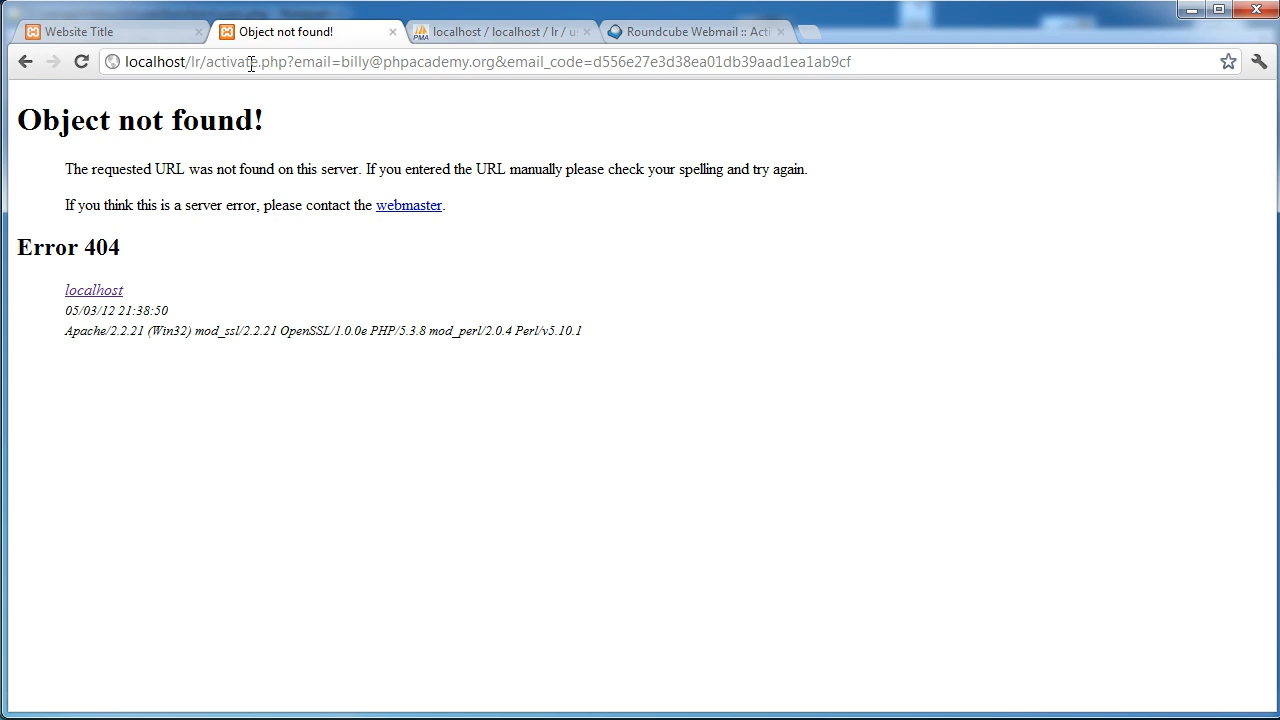 Website Title
Object not found!
localhost / localhost / lr / u
Roundcube Webmail :: Acti
localhost/lr/activate.php?email=billy@phpacademy.org&email_code=d556e27e3d38ea01db39aad1ea1ab9cf
Object not found!
The requested URL was not found on this server. If you entered the URL manually please check your spelling and try again.
If you think this is a server error, please contact the webmaster.
Error 404
localhost
05/03/12 21:38:50
Apache/2.2.21 (Win32) mod_ssl/2.2.21 OpenSSL/1.0.0e PHP/5.3.8 mod_perl/2.0.4 Perl/v5.10.1